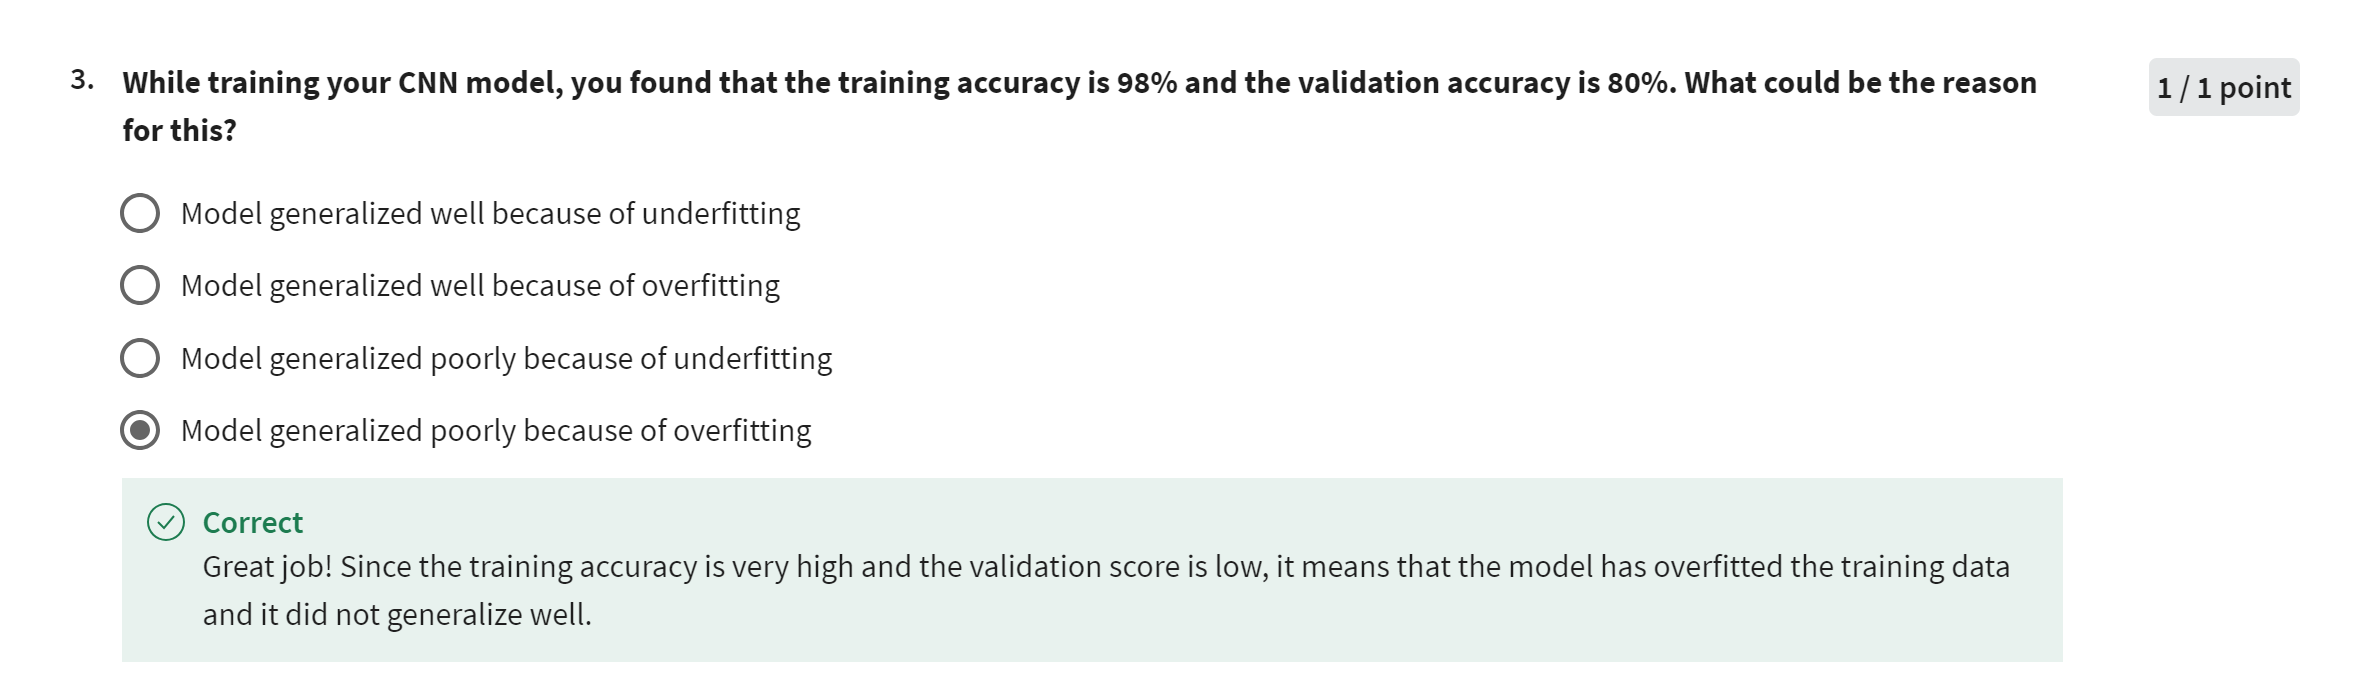 3. While training your CNN model, you found that the training accuracy is 98% and the validation accuracy is 80%. What could be the reason
for this?
1 / 1 point
Model generalized well because of underfitting
Model generalized well because of overfitting
Model generalized poorly because of underfitting
Model generalized poorly because of overfitting
Correct
Great job! Since the training accuracy is very high and the validation score is low, it means that the model has overfitted the training data
and it did not generalize well.